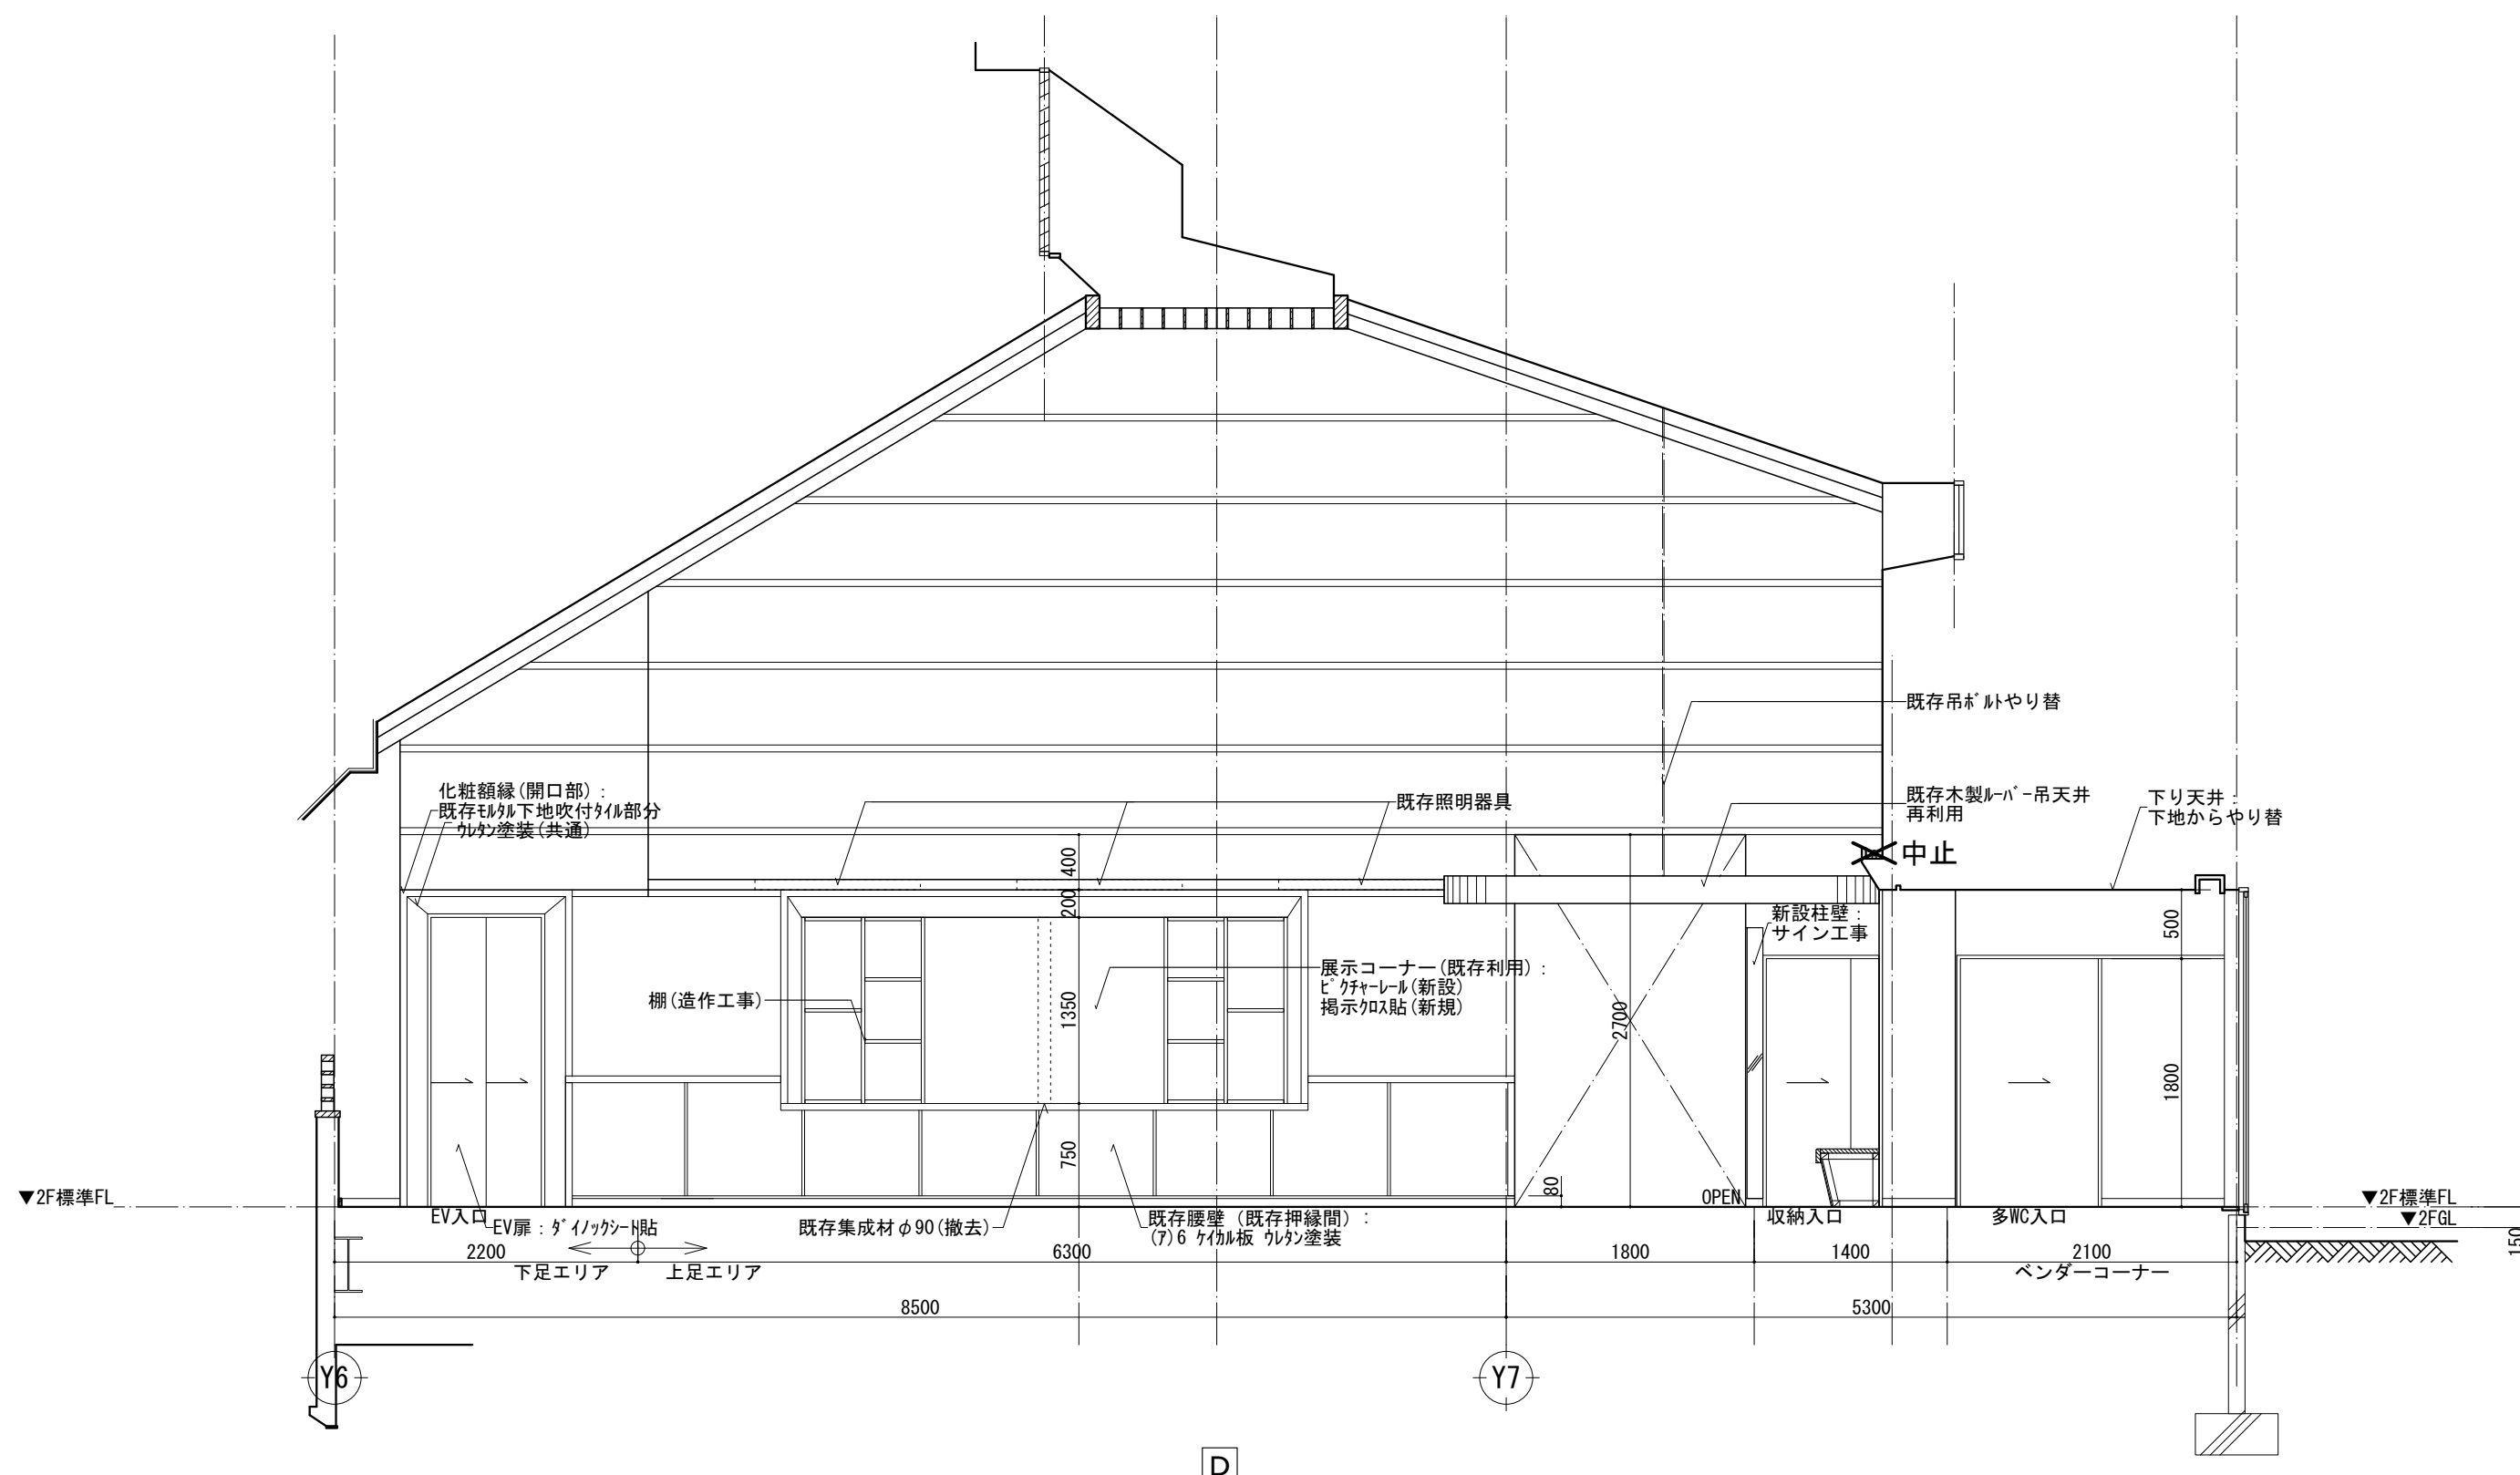 既存吊ﾎﾞﾙﾄやり替
化粧額縁(開口部)：
既存ﾓﾙﾀﾙ下地吹付ﾀｲﾙ部分
ｳﾚﾀﾝ塗装(共通)
既存照明器具
既存木製ﾙｰﾊﾞｰ吊天井
再利用
下り天井：
下地からやり替
中止
400
200
500
新設柱壁：
サイン工事
展示コーナー(既存利用)：
ﾋﾟｸﾁｬｰﾚｰﾙ(新設)
掲示ｸﾛｽ貼(新規)
棚(造作工事)
1350
2700
1800
750
80
▼2F標準FL
OPEN
▼2F標準FL
EV入口
EV扉：ﾀﾞｲﾉｯｸｼｰﾄ貼
既存集成材φ90(撤去)
既存腰壁（既存押縁間）：
(ｱ)6 ｹｲｶﾙ板 ｳﾚﾀﾝ塗装
収納入口
多WC入口
▼2FGL
150
2200
6300
1800
1400
2100
下足エリア
上足エリア
ベンダーコーナー
8500
5300
Y6
Y7
D